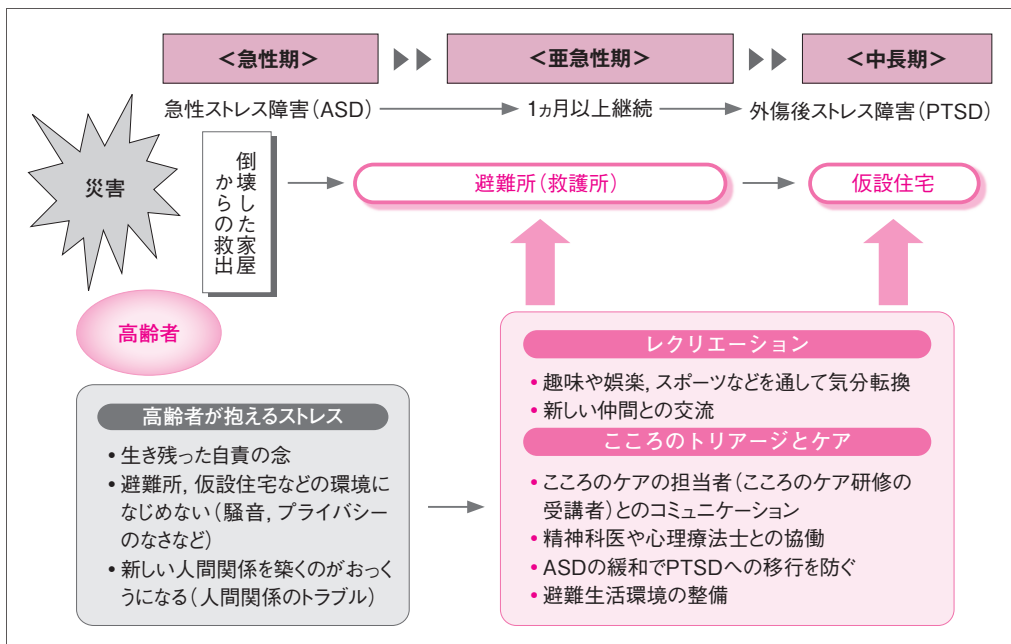 <急性期>
<亜急性期>
<中長期>
急性ストレス障害(ASD)
1ヵ月以上継続
外傷後ストレス障害(PTSD)
災害
倒壊した家屋
からの救出
避難所(救護所)
仮設住宅
高齢者
高齢者が抱えるストレス
•生き残った自責の念
•避難所,仮設住宅などの環境に
なじめない(騒音,プライバシー
のなさなど)
•新しい人間関係を築くのがおっく
うになる(人間関係のトラブル)
レクリエーション
•趣味や娯楽,スポーツなどを通して気分転換
•新しい仲間との交流
こころのトリアージとケア
•こころのケアの担当者(こころのケア研修の
受講者)とのコミュニケーション
•精神科医や心理療法士との協働
•ASDの緩和でPTSDへの移行を防ぐ
•避難生活環境の整備